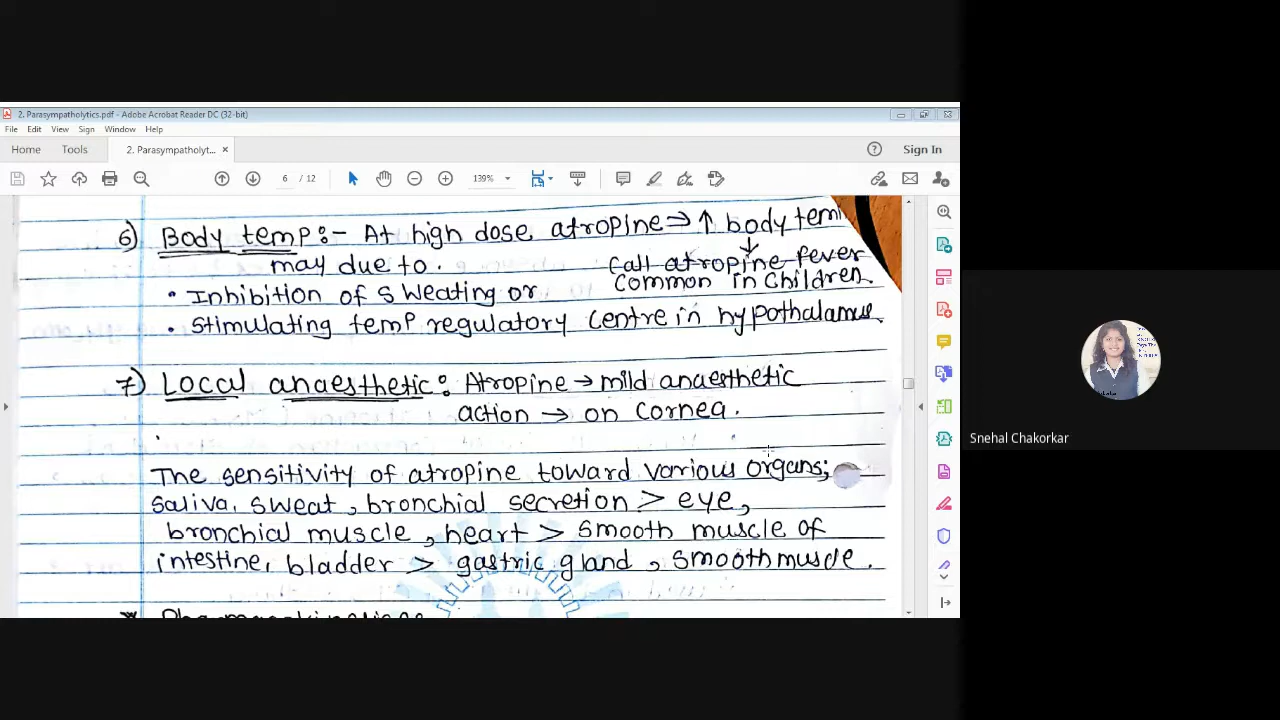 2. Parasympatholytics.pdf - Adobe Acrobat Reader DC (32-bit)
File Edit View Sign Window Help
Home Tools 2. Parasympatholyt... × Sign In
6 / 12 139%
6) Body temp:- At high dose atropine ⇒ ↑ body tem
may due to. ↓ Call atropine fever
Common in children.
• Inhibition of sweating or
• Stimulating temp regulatory centre in hypothalamus.
7) Local anaesthetic: Atropine → mild anaesthetic
action → on cornea.
The sensitivity of atropine toward various organs;
saliva, sweat, bronchial secretion > eye,
bronchial muscle, heart > smooth muscle of
intestine, bladder > gastric gland, smooth muscle.
Snehal Chakorkar